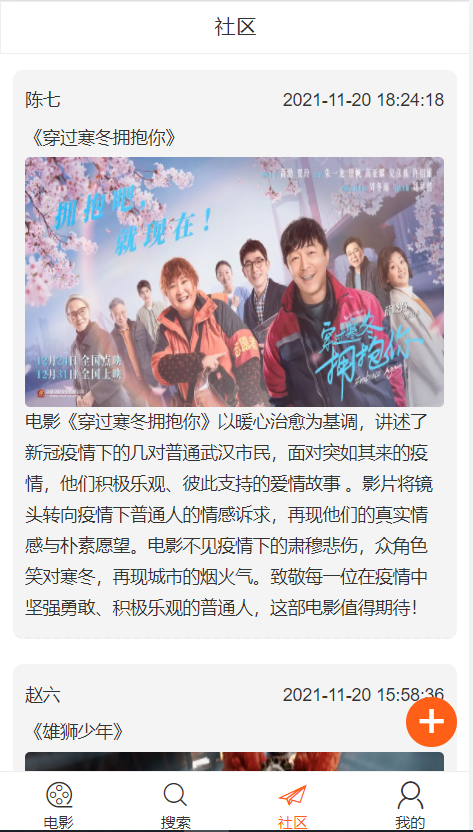 社区
陈七 2021-11-20 18:24:18
《穿过寒冬拥抱你》
拥抱吧，
就现在！
12月24日 全国点映
12月31日 全国上映
穿过寒冬
拥抱你
Embrace Again
电影《穿过寒冬拥抱你》以暖心治愈为基调，讲述了
新冠疫情下的几对普通武汉市民，面对突如其来的疫
情，他们积极乐观、彼此支持的爱情故事 。影片将镜
头转向疫情下普通人的情感诉求，再现他们的真实情
感与朴素愿望。电影不见疫情下的肃穆悲伤，众角色
笑对寒冬，再现城市的烟火气。致敬每一位在疫情中
坚强勇敢、积极乐观的普通人，这部电影值得期待！
赵六 2021-11-20 15:58:36
《雄狮少年》
+
电影 搜索 社区 我的